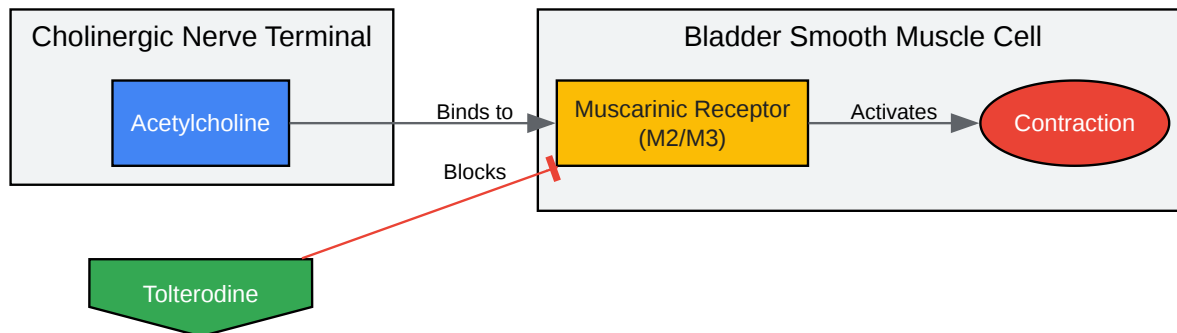 Cholinergic Nerve Terminal
Bladder Smooth Muscle Cell
Acetylcholine
Binds to
Muscarinic Receptor
(M2/M3)
Activates
Contraction
Blocks
Tolterodine